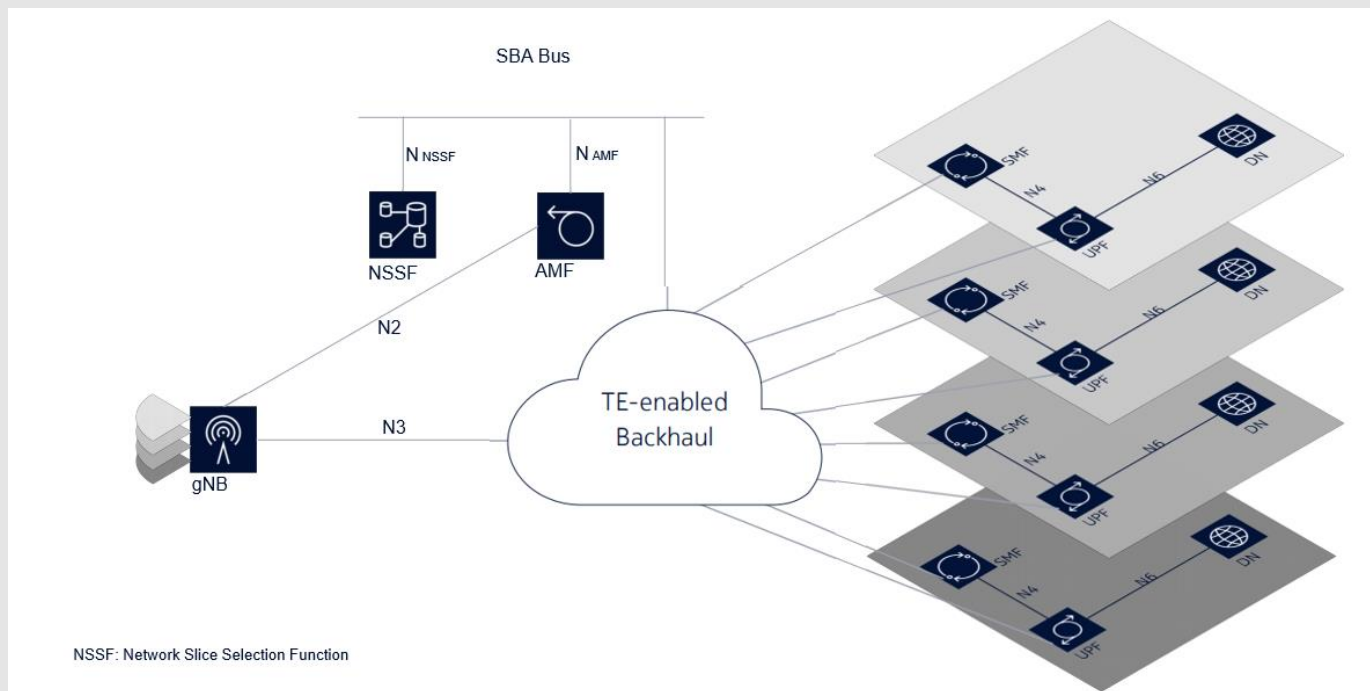 SBA Bus
N NSSF
N AMF
NSSF
AMF
N2
N3
gNB
TE-enabled
Backhaul
SMF
N4
UPF
N6
DN
SMF
N4
UPF
N6
DN
SMF
N4
UPF
N6
DN
SMF
N4
UPF
N6
DN
NSSF: Network Slice Selection Function